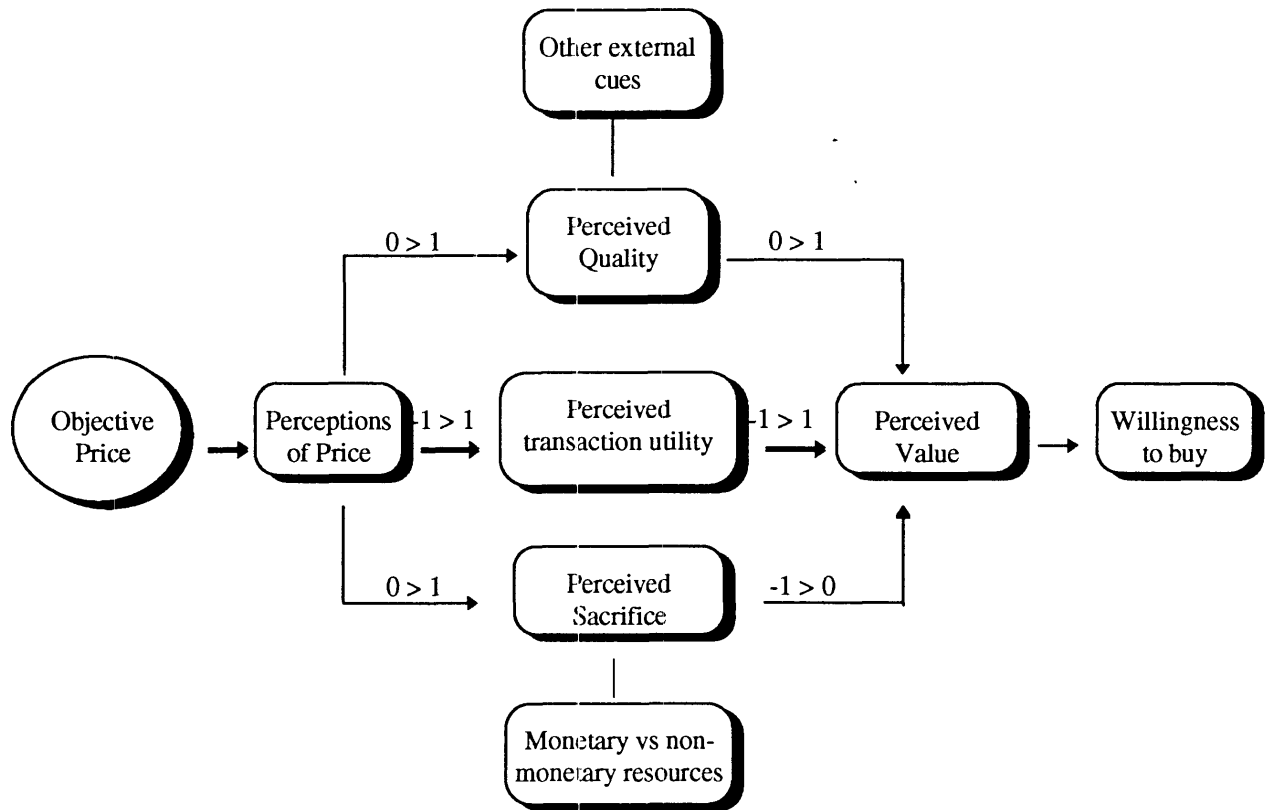 Other external
cues
0 > 1
Perceived
Quality
0 > 1
Objective
Price
Perceptions
of Price
-1 > 1
Perceived
transaction utility
-1 > 1
Perceived
Value
Willingness
to buy
0 > 1
Perceived
Sacrifice
-1 > 0
Monetary vs non-
monetary resources